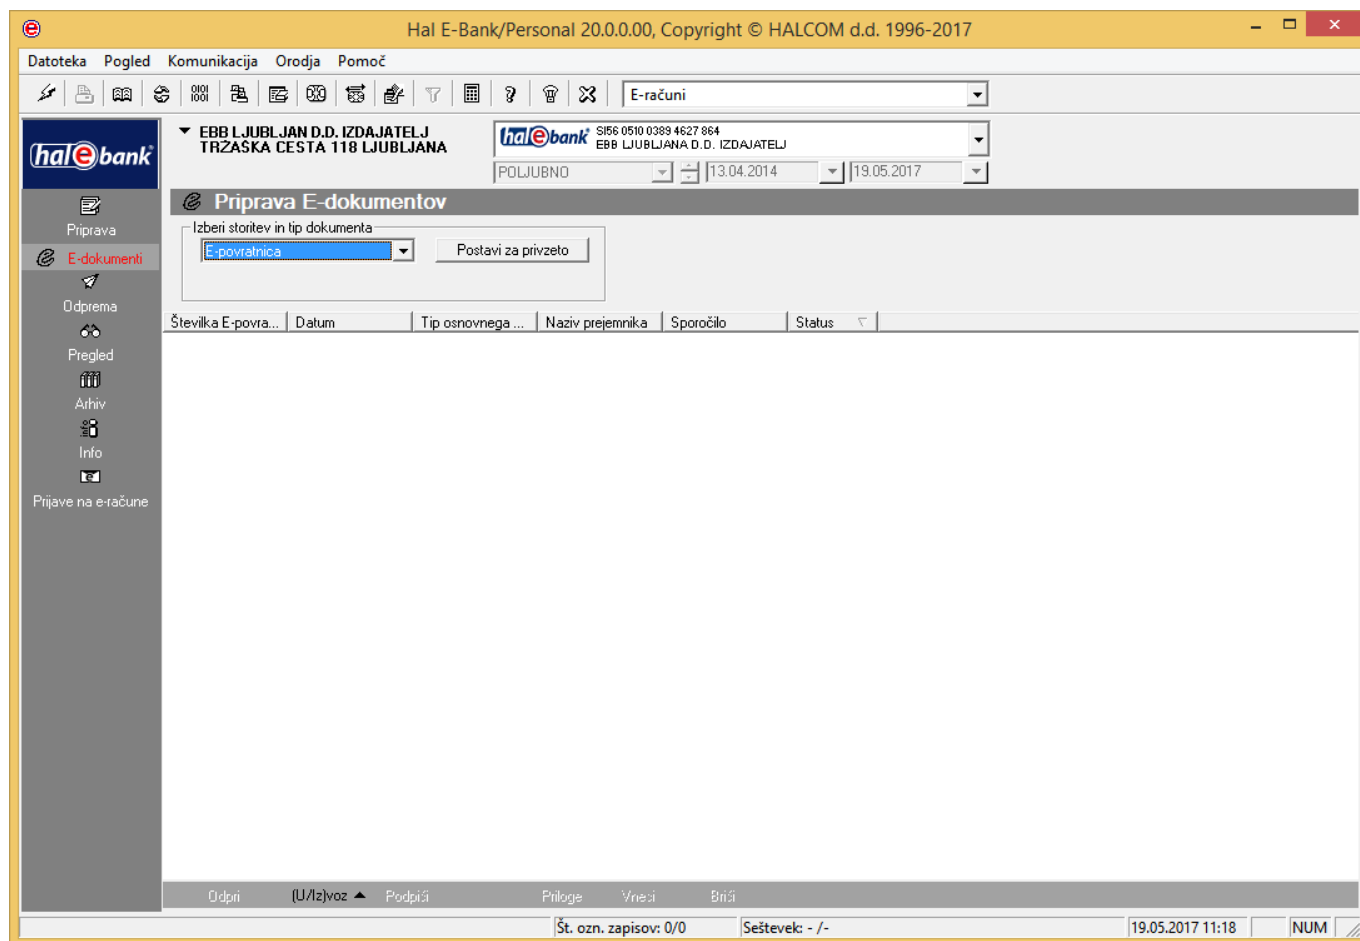 Hal E-Bank/Personal 20.0.0.00, Copyright © HALCOM d.d. 1996-2017
Datoteka Pogled Komunikacija Orodja Pomoč
E-računi
hal e bank
EBB LJUBLJAN D.D. IZDAJATELJ
TRŽAŠKA CESTA 118 LJUBLJANA
hal e bank SI56 0510 0389 4627 864
EBB LJUBLJANA D.D. IZDAJATELJ
POLJUBNO 13.04.2014 19.05.2017
Priprava E-dokumentov
Izberi storitev in tip dokumenta
E-povratnica Postavi za privzeto
Priprava
E-dokumenti
Odprema
Pregled
Arhiv
Info
Prijave na e-račune
Številka E-povra... Datum Tip osnovnega ... Naziv prejemnika Sporočilo Status
Odpri (U/Iz)voz Podpiši Priloge Vnesi Briši
Št. ozn. zapisov: 0/0 Seštevek: - /- 19.05.2017 11:18 NUM